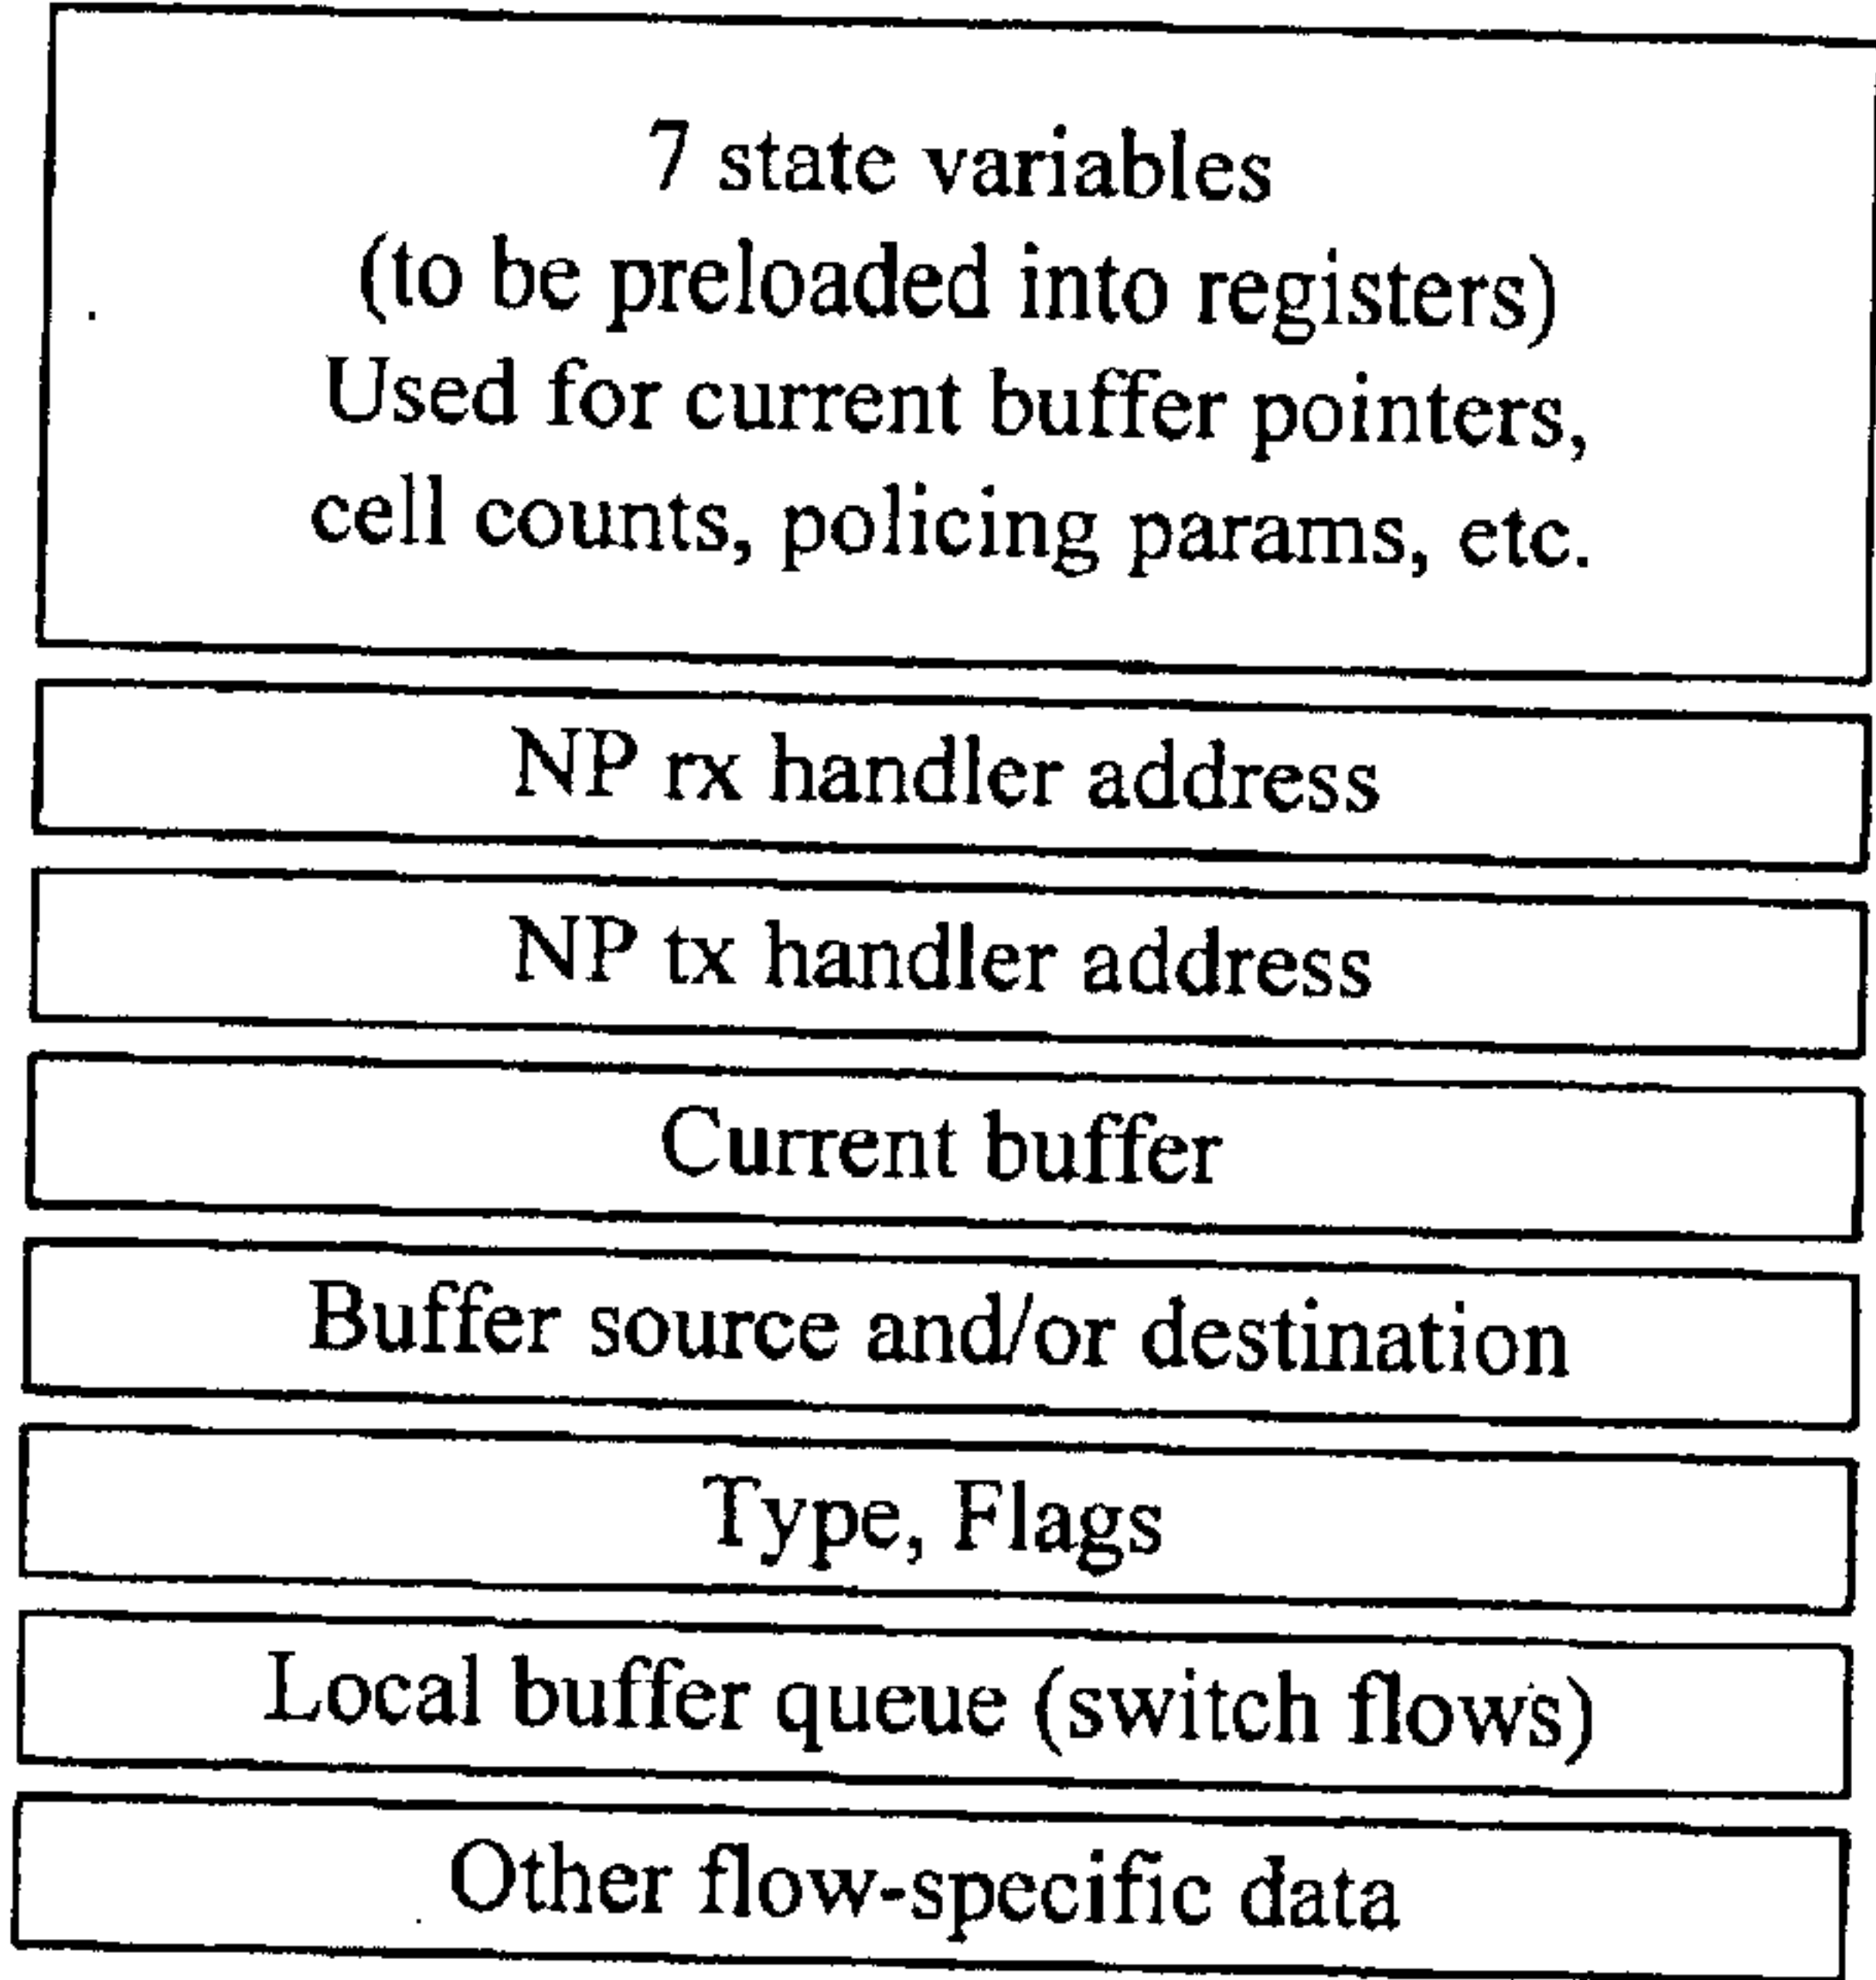 7 state variables
(to be preloaded into registers)
Used for current buffer pointers,
cell counts, policing params, etc.
NP rx handler address
NP tx handler address
Current buffer
Buffer source and/or destination
Type, Flags
Local buffer queue (switch flows)
Other flow-specific data